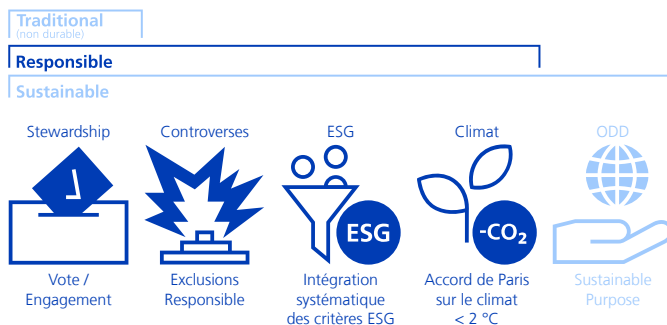 Traditional
(non durable)
Responsible
Sustainable
Stewardship
Controverses
ESG
Climat
ODD
ESG
-CO₂
Vote /
Engagement
Exclusions
Responsible
Intégration
systématique
des critères ESG
Accord de Paris
sur le climat
< 2 °C
Sustainable
Purpose